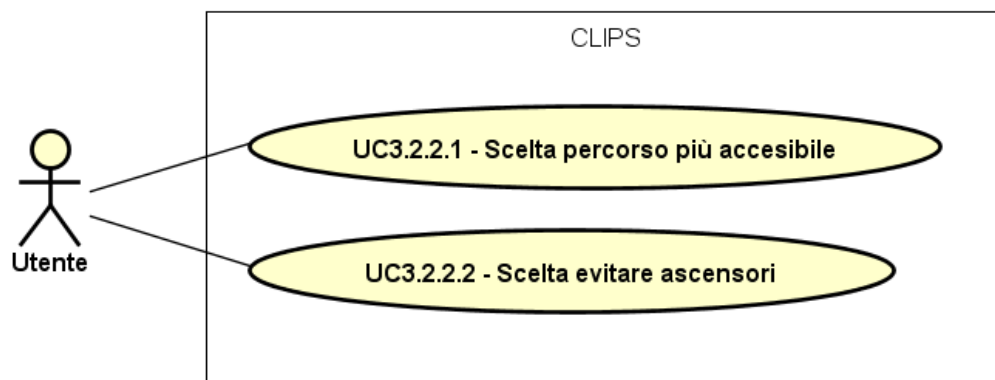 CLIPS
UC3.2.2.1 - Scelta percorso più accesibile
Utente
UC3.2.2.2 - Scelta evitare ascensori